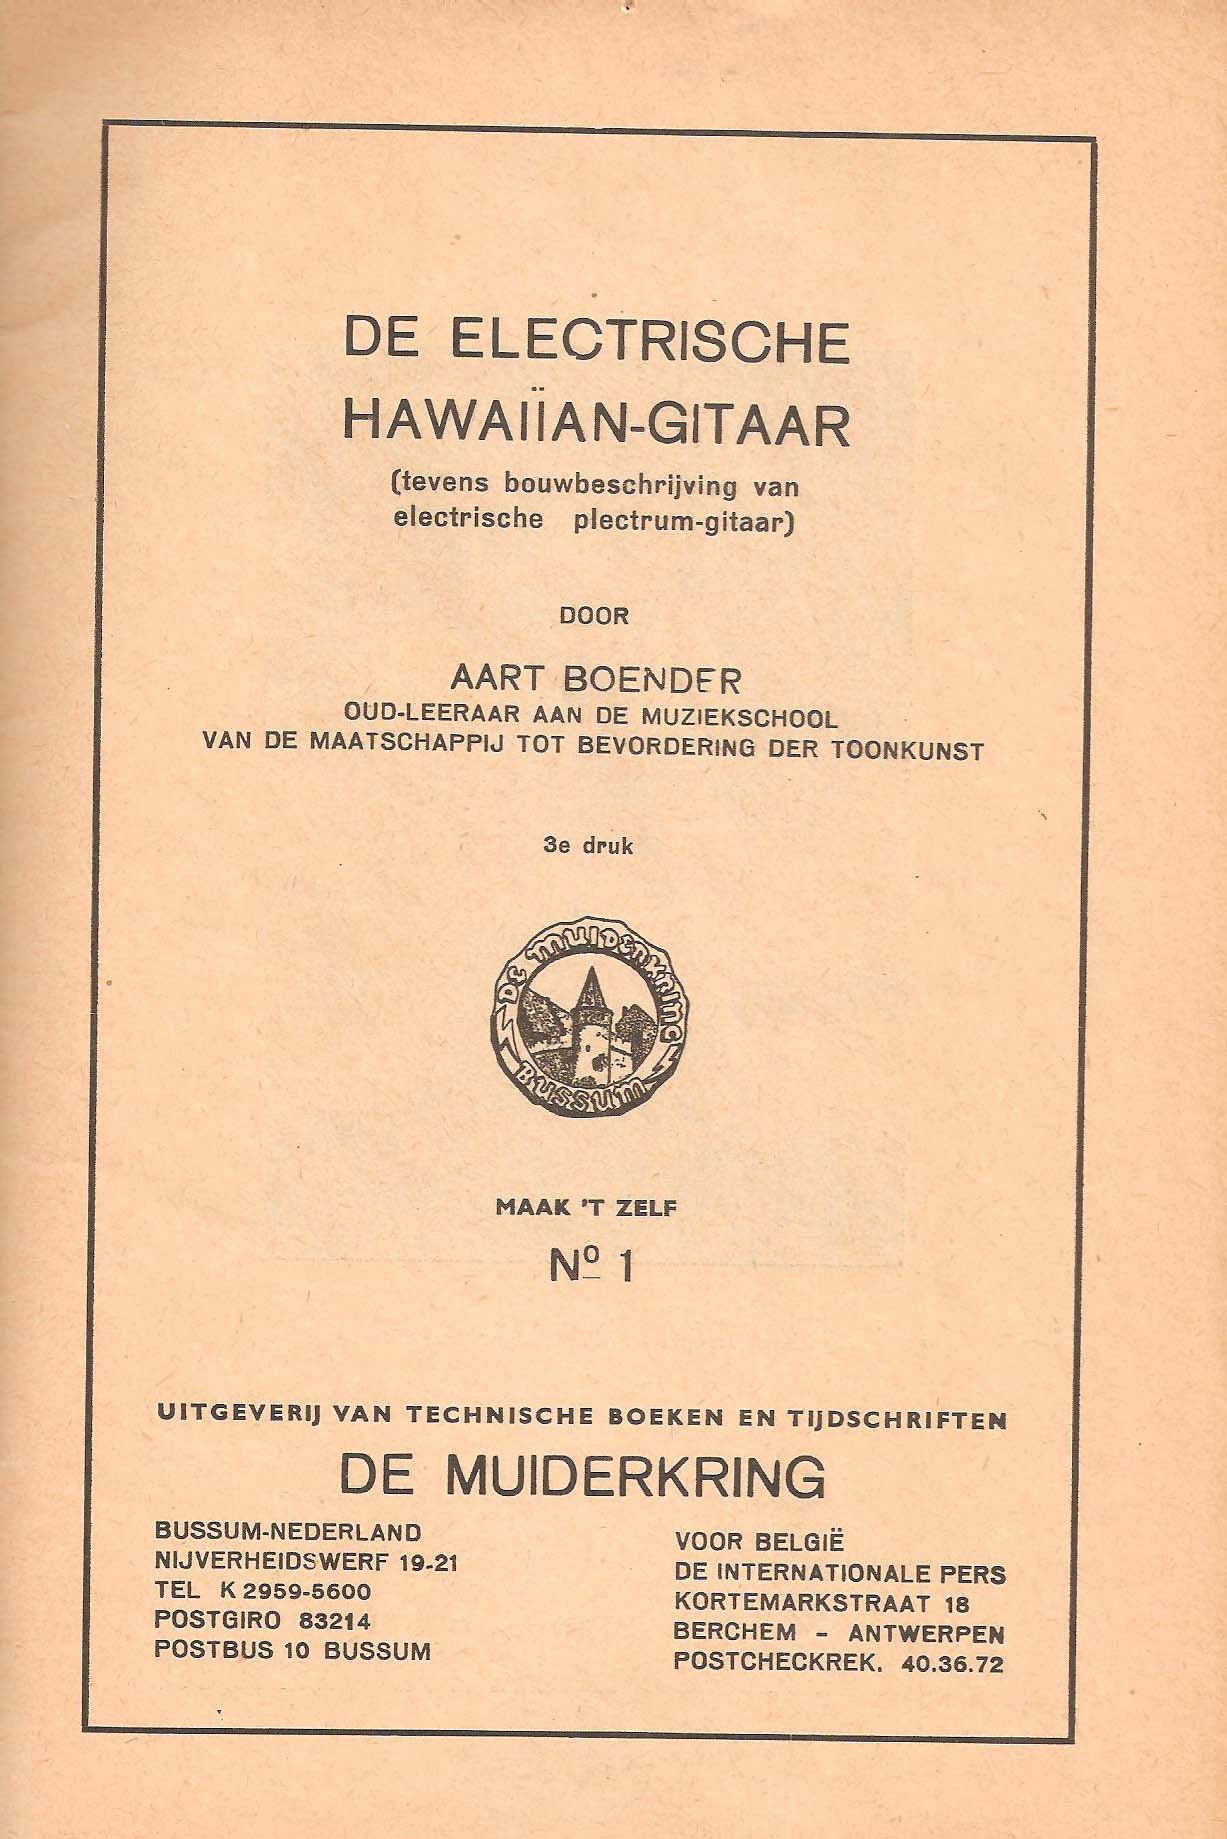 DE ELECTRISCHE
HAWAIÏAN-GITAAR
(tevens bouwbeschrijving van
electrische plectrum-gitaar)
DOOR
AART BOENDER
OUD-LEERAAR AAN DE MUZIEKSCHOOL
VAN DE MAATSCHAPPIJ TOT BEVORDERING DER TOONKUNST
3e druk
DE MUIDERKRING
BUSSUM
MAAK 'T ZELF
Nº 1
UITGEVERIJ VAN TECHNISCHE BOEKEN EN TIJDSCHRIFTEN
DE MUIDERKRING
BUSSUM-NEDERLAND
NIJVERHEIDSWERF 19-21
TEL K 2959-5600
POSTGIRO 83214
POSTBUS 10 BUSSUM
VOOR BELGIË
DE INTERNATIONALE PERS
KORTEMARKSTRAAT 18
BERCHEM - ANTWERPEN
POSTCHECKREK. 40.36.72